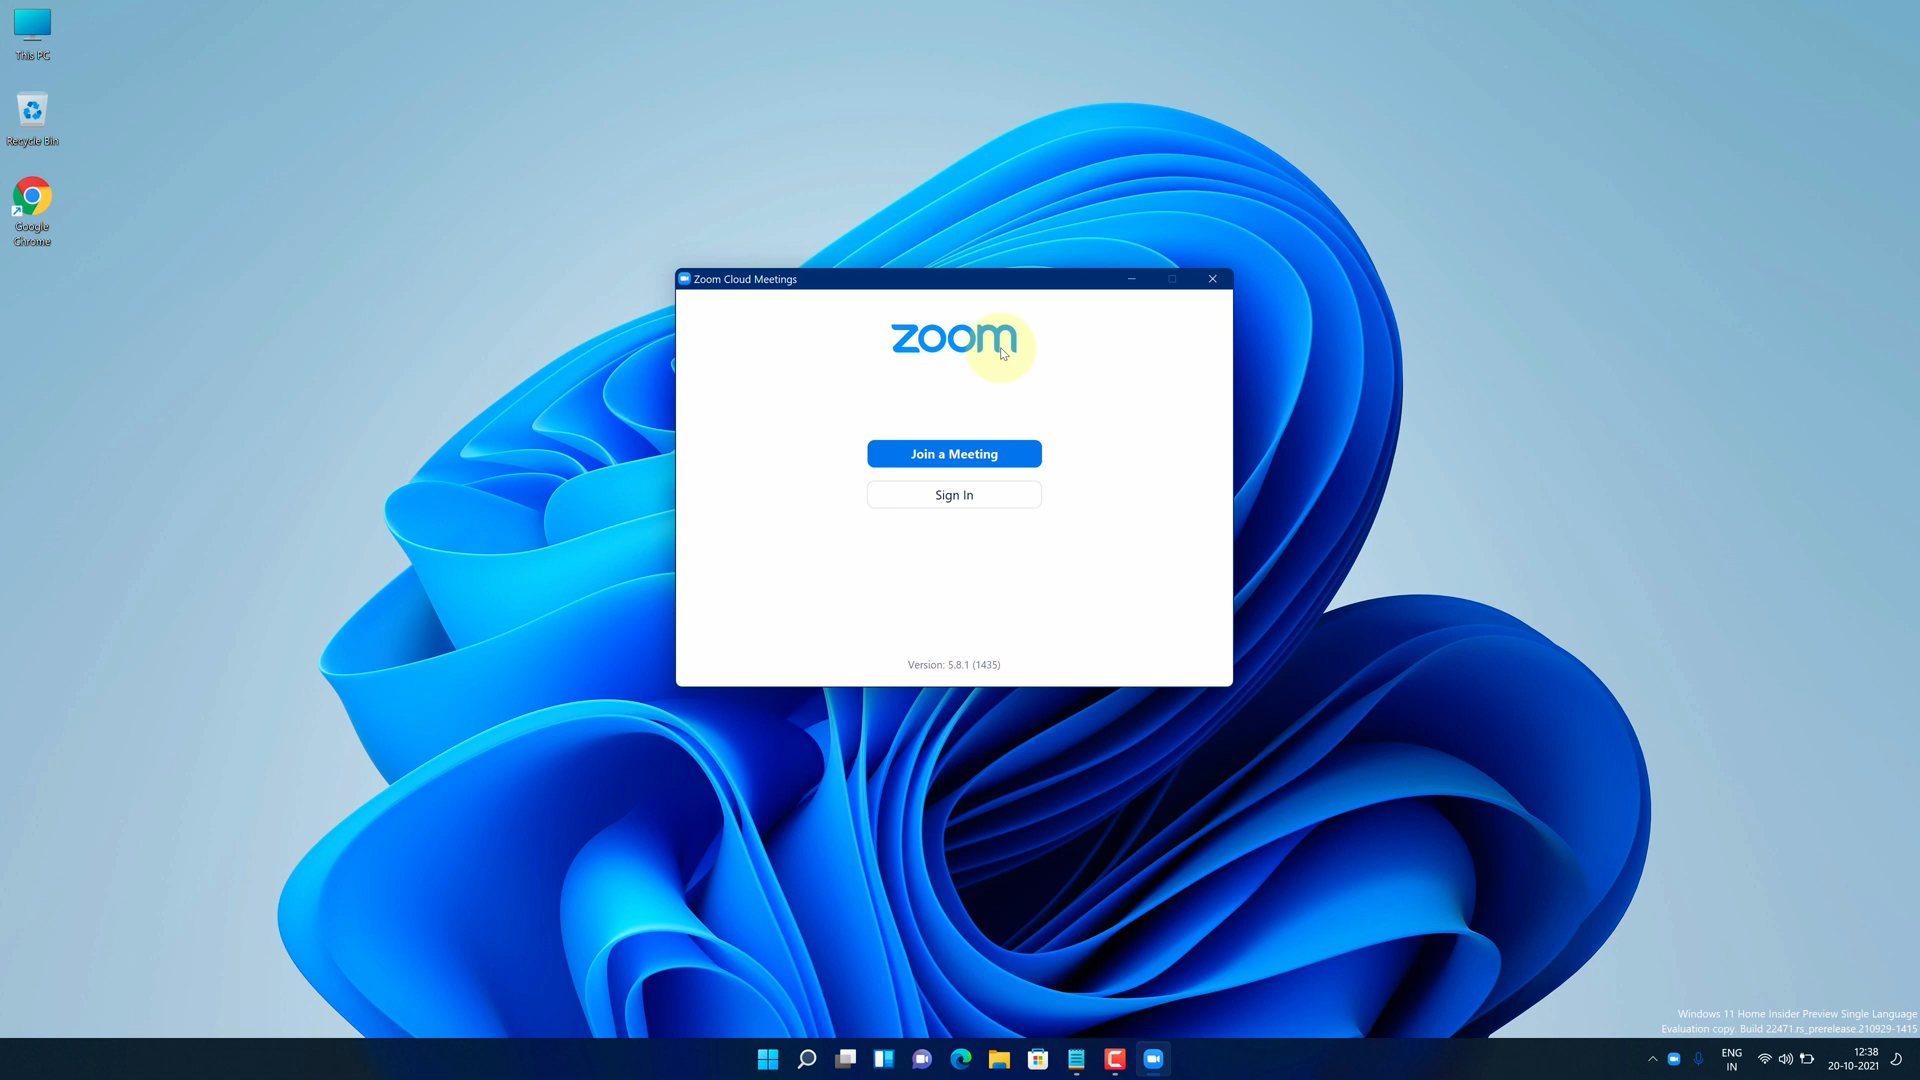 This PC
Recycle Bin
Google
Chrome
Zoom Cloud Meetings
zoom
Join a Meeting
Sign In
Version: 5.8.1 (1435)
Windows 11 Home Insider Preview Single Language
Evaluation copy. Build 22471.rs_prerelease.210929-1415
ENG
IN
12:38
20-10-2021